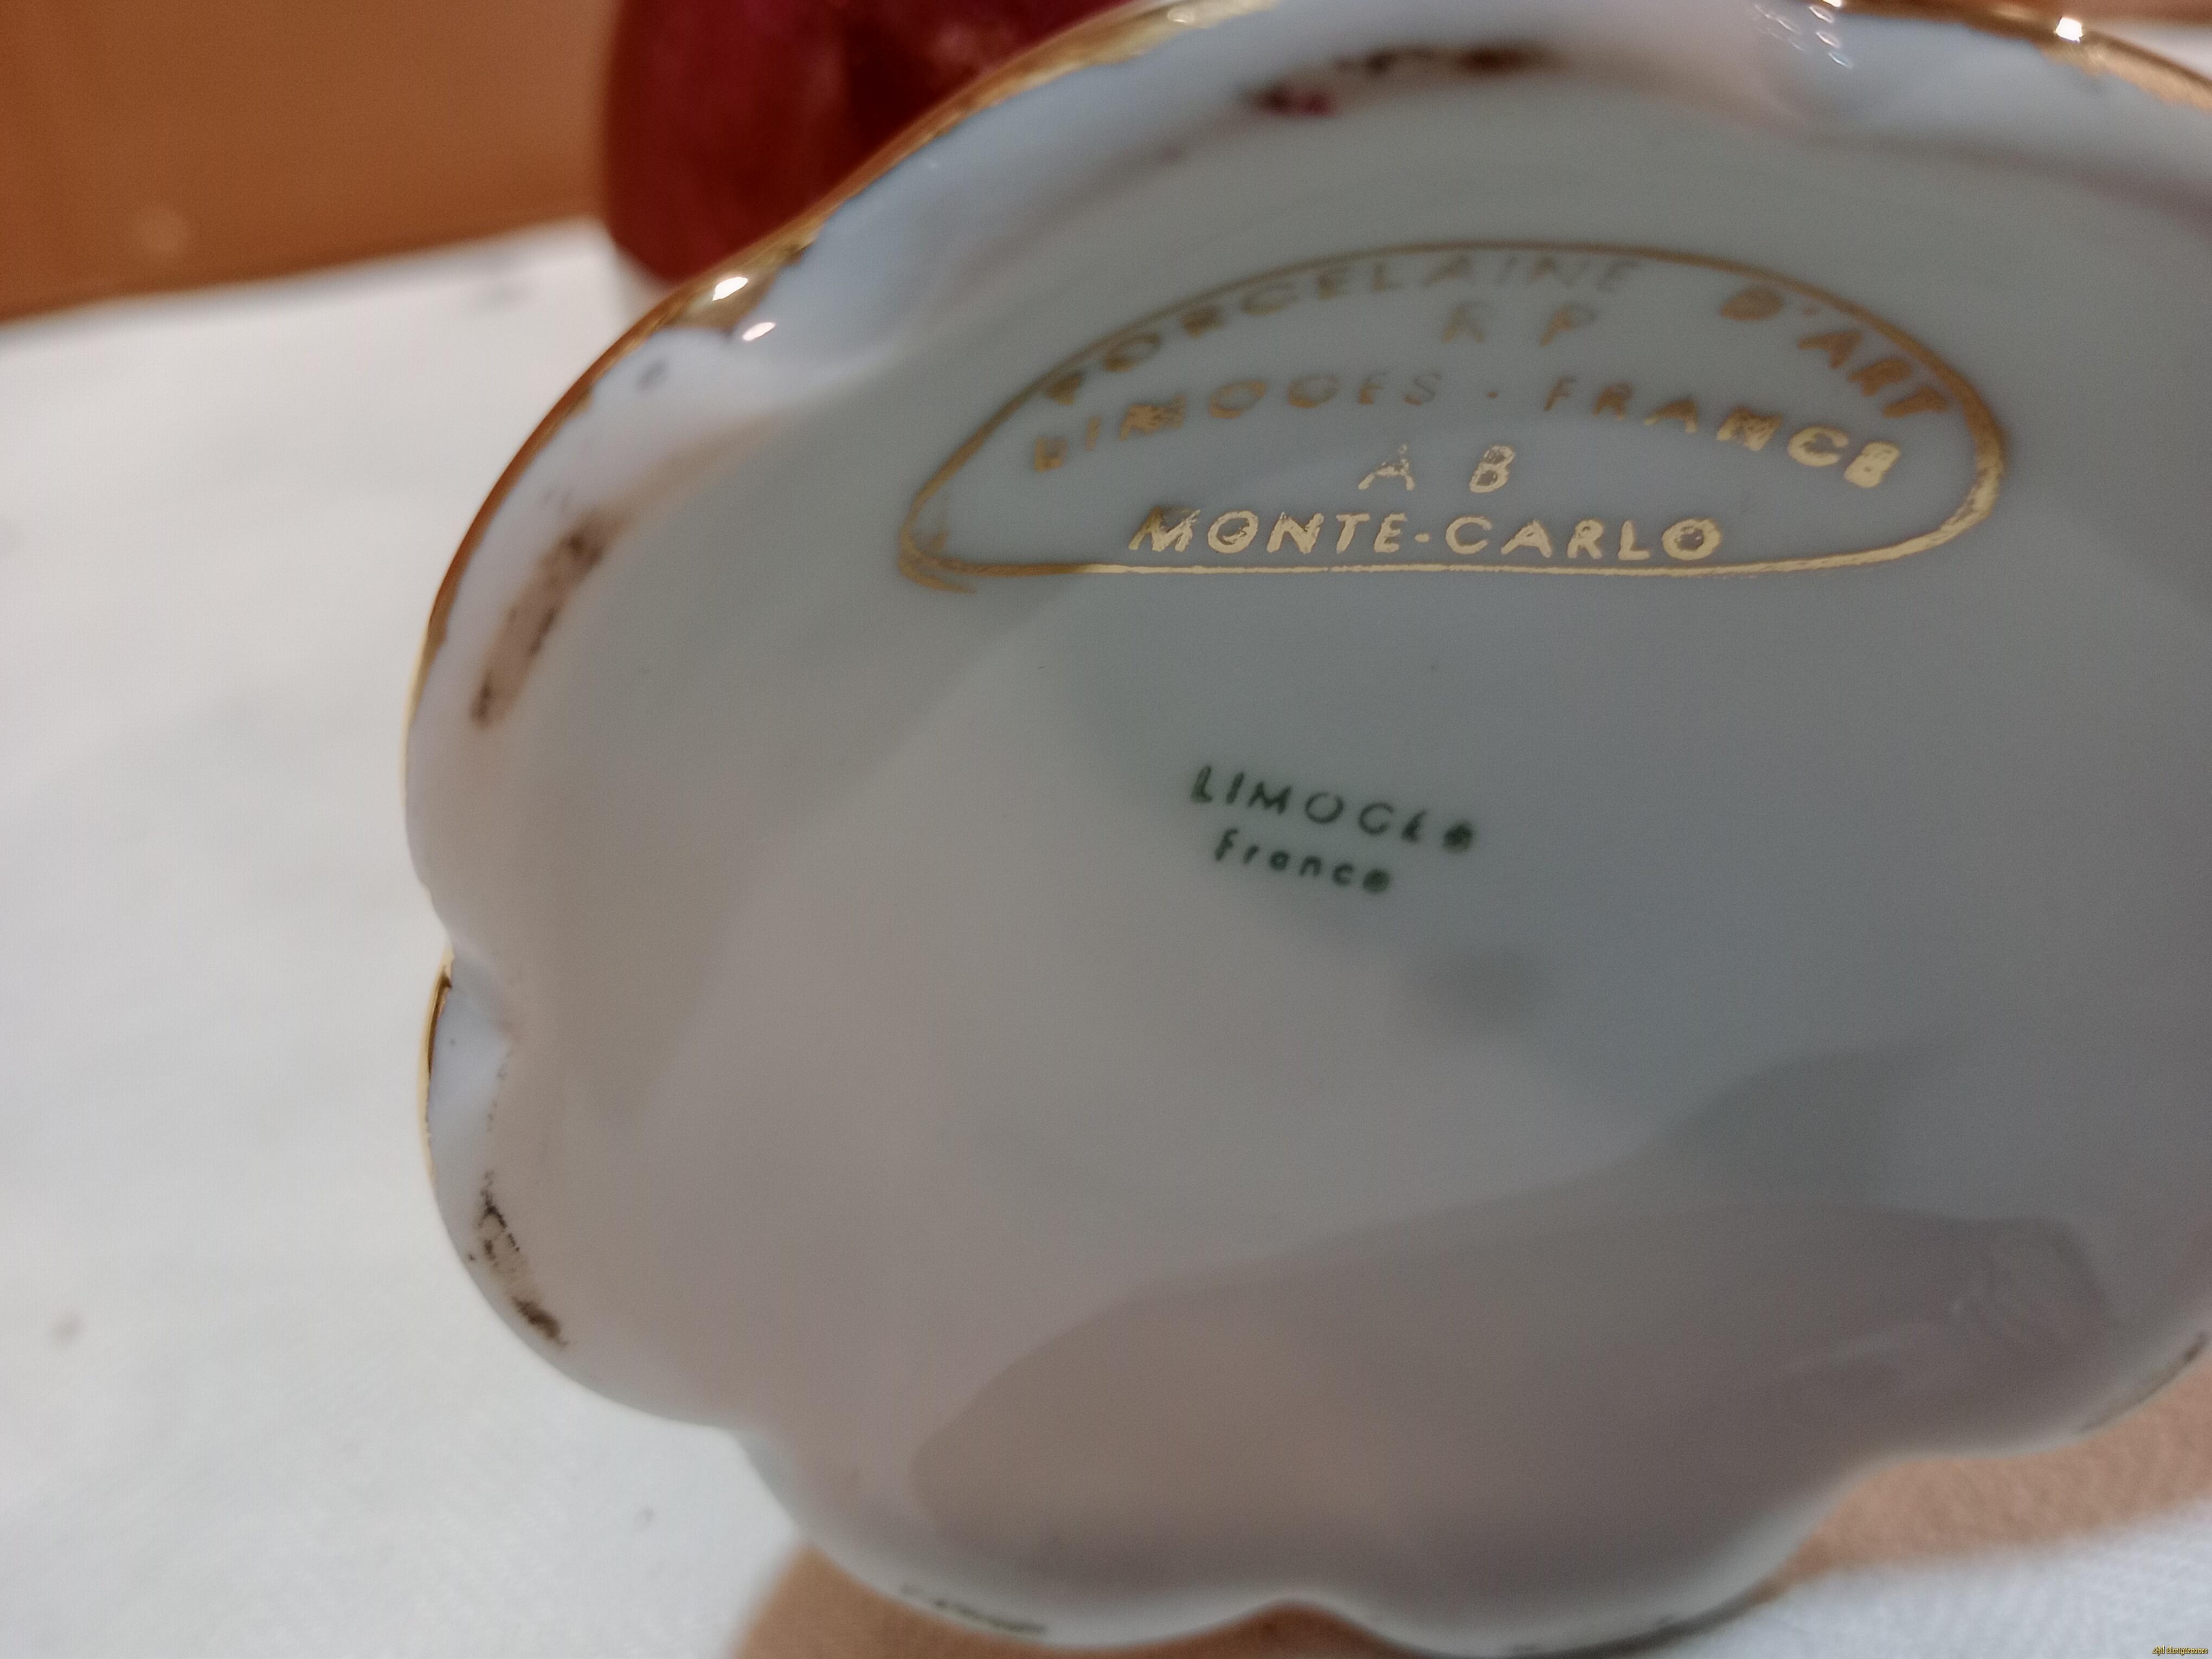 PORCELAINE D'ART
R P
LIMOGES · FRANCE
A B
MONTE-CARLO
LIMOGES
France